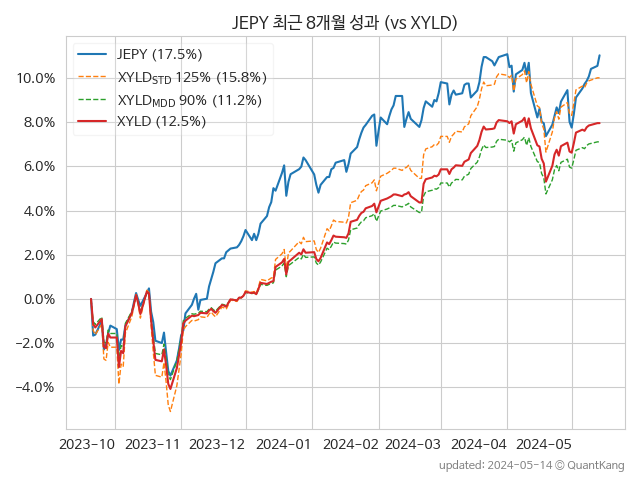 JEPY 최근 8개월 성과 (vs XYLD)
JEPY (17.5%)
XYLD_STD 125% (15.8%)
XYLD_MDD 90% (11.2%)
XYLD (12.5%)
10.0%
8.0%
6.0%
4.0%
2.0%
0.0%
−2.0%
−4.0%
2023−10 2023−11 2023−12 2024−01 2024−02 2024−03 2024−04 2024−05
updated: 2024-05-14 © QuantKang